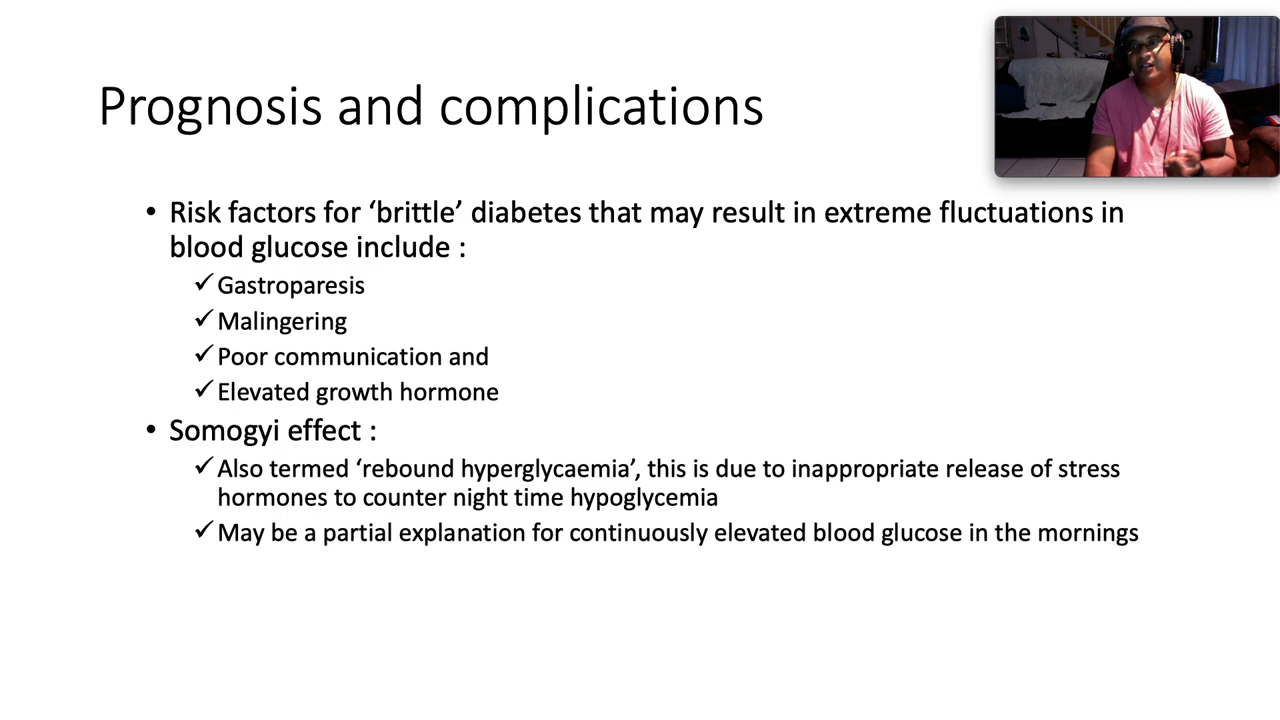 Prognosis and complications
• Risk factors for ‘brittle’ diabetes that may result in extreme fluctuations in
blood glucose include :
✓ Gastroparesis
✓ Malingering
✓ Poor communication and
✓ Elevated growth hormone
• Somogyi effect :
✓ Also termed ‘rebound hyperglycaemia’, this is due to inappropriate release of stress
hormones to counter night time hypoglycemia
✓ May be a partial explanation for continuously elevated blood glucose in the mornings